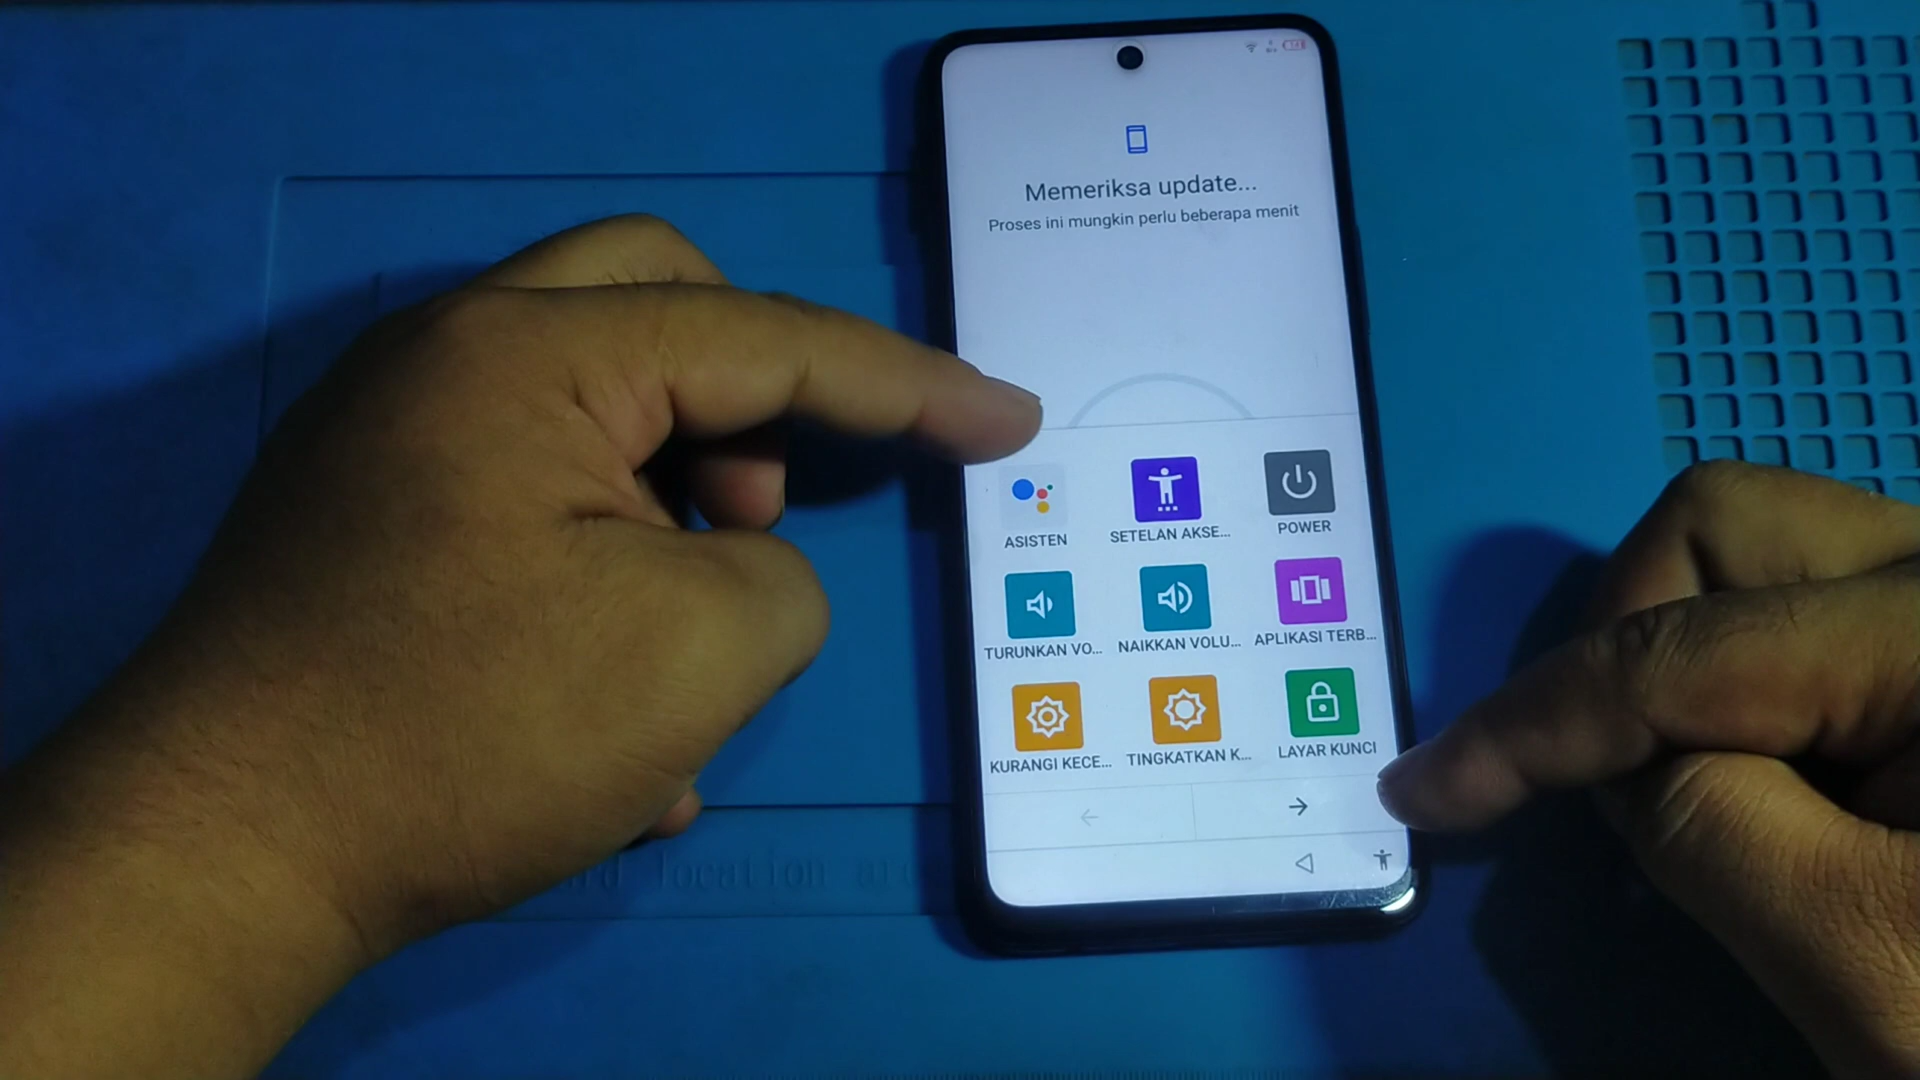 Memeriksa update...
Proses ini mungkin perlu beberapa menit
ASISTEN
SETELAN AKSE...
POWER
TURUNKAN VO...
NAIKKAN VOLU...
APLIKASI TERB...
KURANGI KECE...
TINGKATKAN K...
LAYAR KUNCI
location